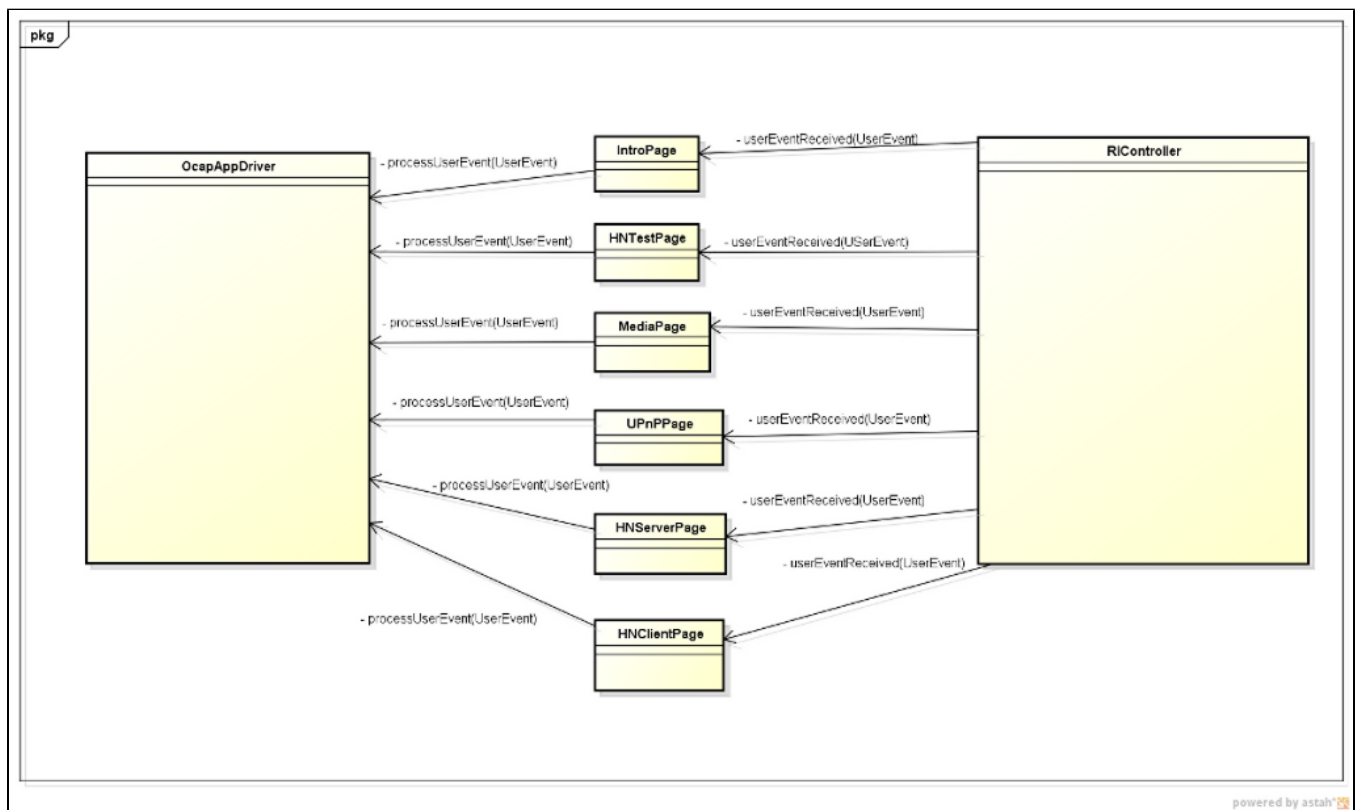 pkg
OcapAppDriver
- processUserEvent(UserEvent)
IntroPage
- userEventReceived(UserEvent)
RIController
- processUserEvent(UserEvent)
HNTestPage
- userEventReceived(USerEvent)
- processUserEvent(UserEvent)
MediaPage
- userEventReceived(UserEvent)
- processUserEvent(UserEvent)
UPnPPage
- userEventReceived(UserEvent)
- processUserEvent(UserEvent)
HNServerPage
- userEventReceived(UserEvent)
- processUserEvent(UserEvent)
HNClientPage
- userEventReceived(UserEvent)
powered by astah*